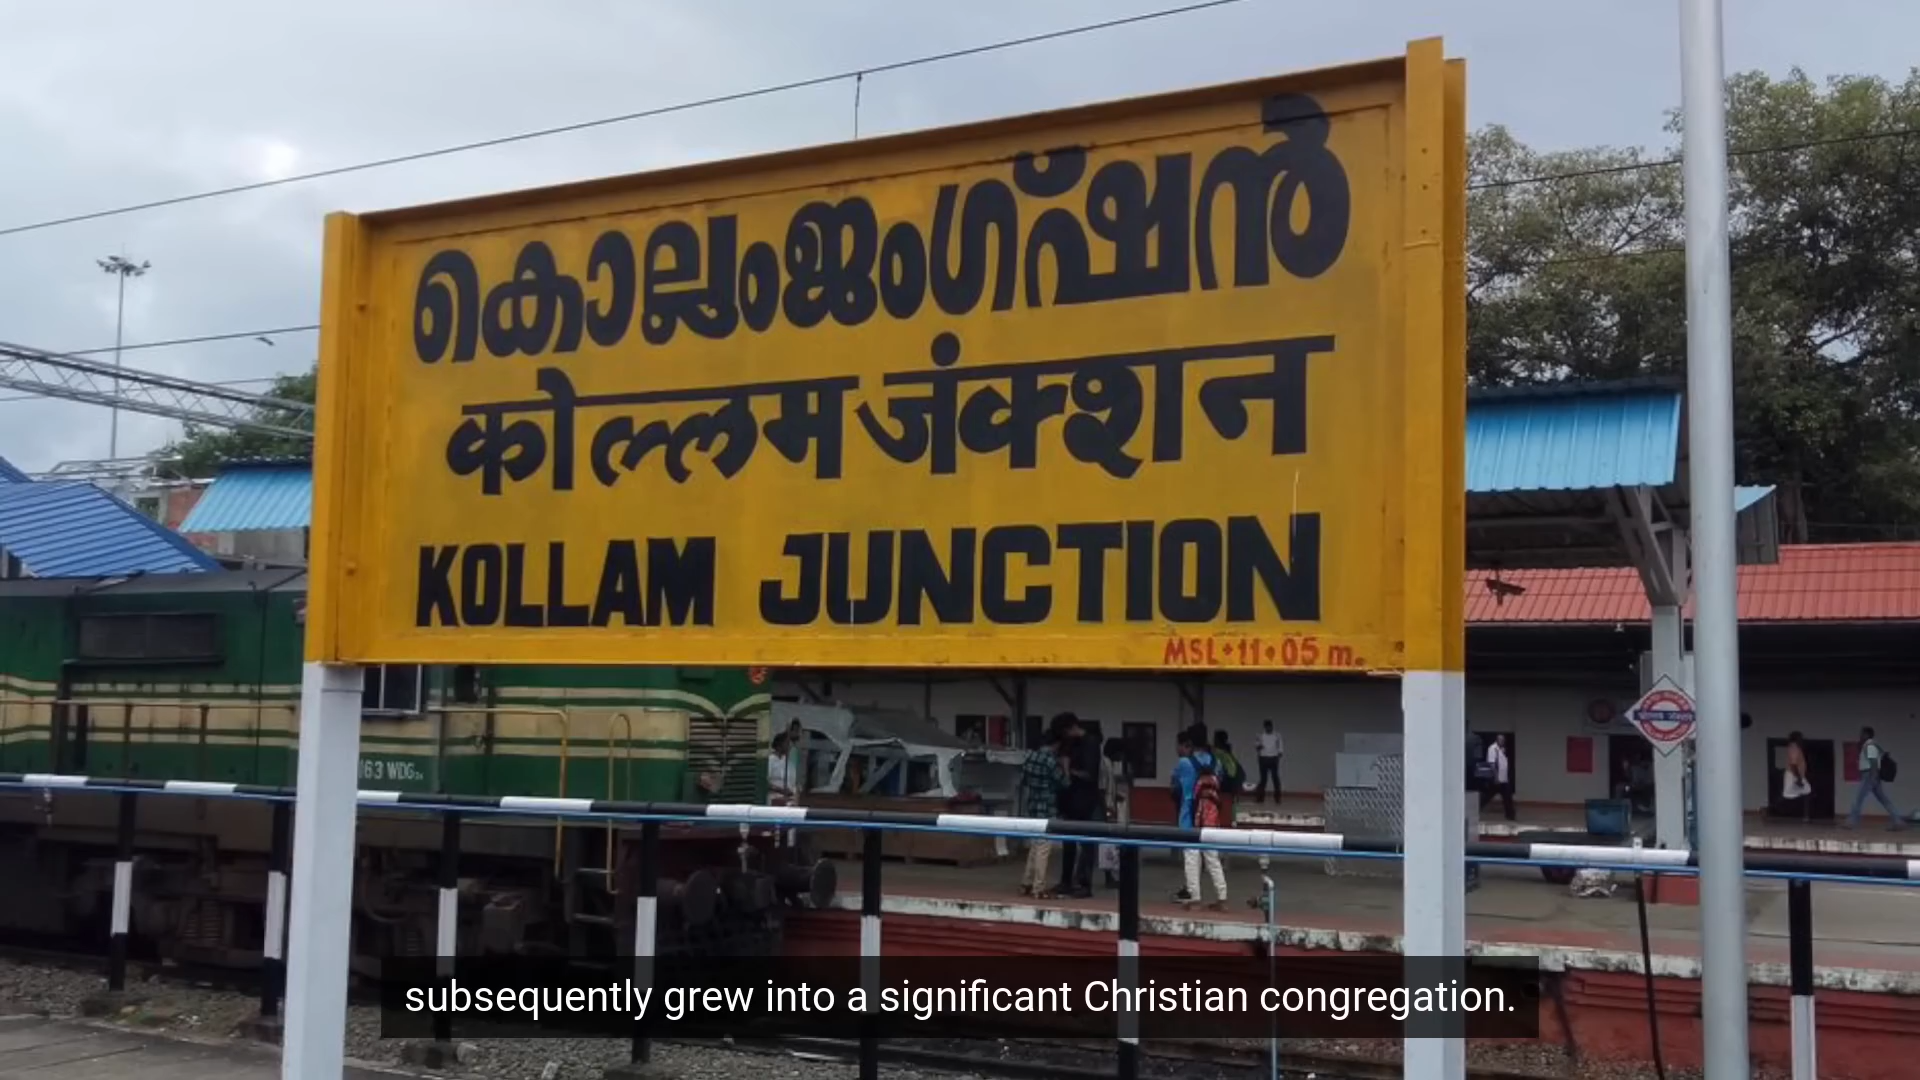 കൊല്ലംജംഗ്ഷൻ
कोल्लम जंक्शन
KOLLAM JUNCTION
MSL•11•05 m.
163 WDG
subsequently grew into a significant Christian congregation.